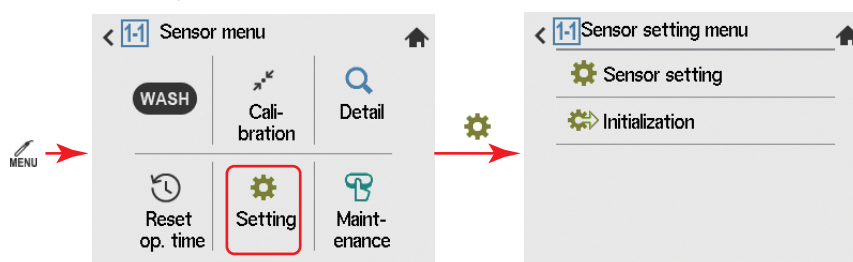 MENU
1-1 Sensor menu
WASH
Cali-
bration
Detail
Reset
op. time
Setting
Maint-
enance
1-1 Sensor setting menu
Sensor setting
Initialization